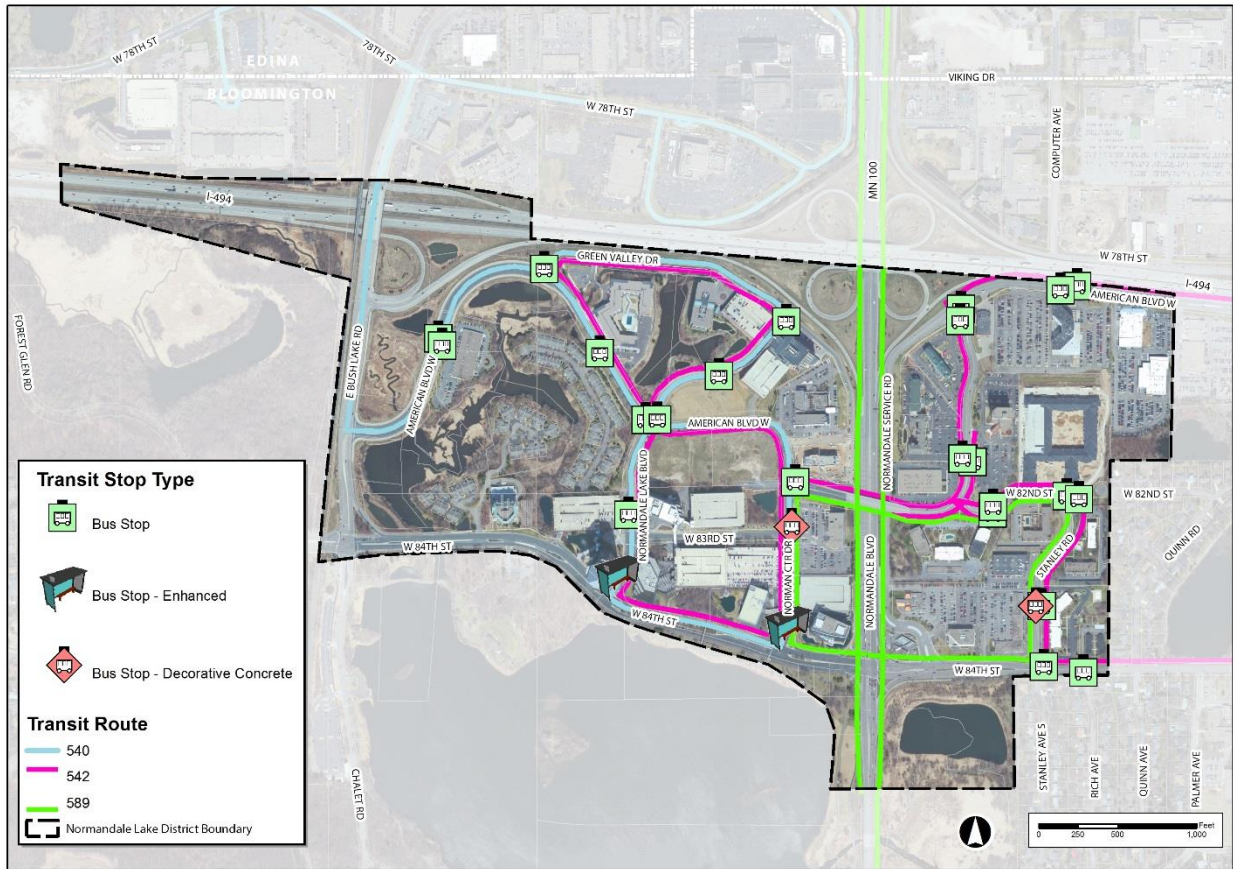 W 78TH ST
78TH ST
EDINA
BLOOMINGTON
W 78TH ST
VIKING DR
COMPUTER AVE
MN 100
I-494
W 78TH ST
I-494
GREEN VALLEY DR
AMERICAN BLVD W
FOREST GLEN RD
E BUSH LAKE RD
AMERICAN BLVD W
AMERICAN BLVD W
NORMANDALE SERVICE RD
NORMANDALE LAKE BLVD
W 82ND ST
W 82ND ST
W 83RD ST
W 84TH ST
QUINN RD
STANLEY RD
NORMAN CTR DR
NORMANDALE BLVD
W 84TH ST
W 84TH ST
CHALET RD
STANLEY AVE S
RICH AVE
QUINN AVE
PALMER AVE
Transit Stop Type
Bus Stop
Bus Stop - Enhanced
Bus Stop - Decorative Concrete
Transit Route
540
542
589
Normandale Lake District Boundary
Feet
0 250 500 1,000